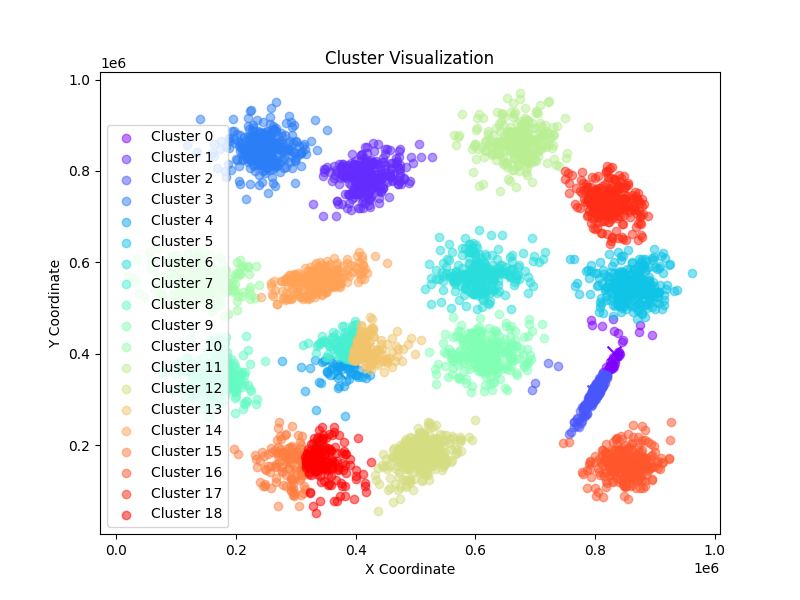 Cluster Visualization
1e6
1.0
0.8
0.6
0.4
0.2
Y Coordinate
Cluster 0
Cluster 1
Cluster 2
Cluster 3
Cluster 4
Cluster 5
Cluster 6
Cluster 7
Cluster 8
Cluster 9
Cluster 10
Cluster 11
Cluster 12
Cluster 13
Cluster 14
Cluster 15
Cluster 16
Cluster 17
Cluster 18
0.0 0.2 0.4 0.6 0.8 1.0
X Coordinate
1e6